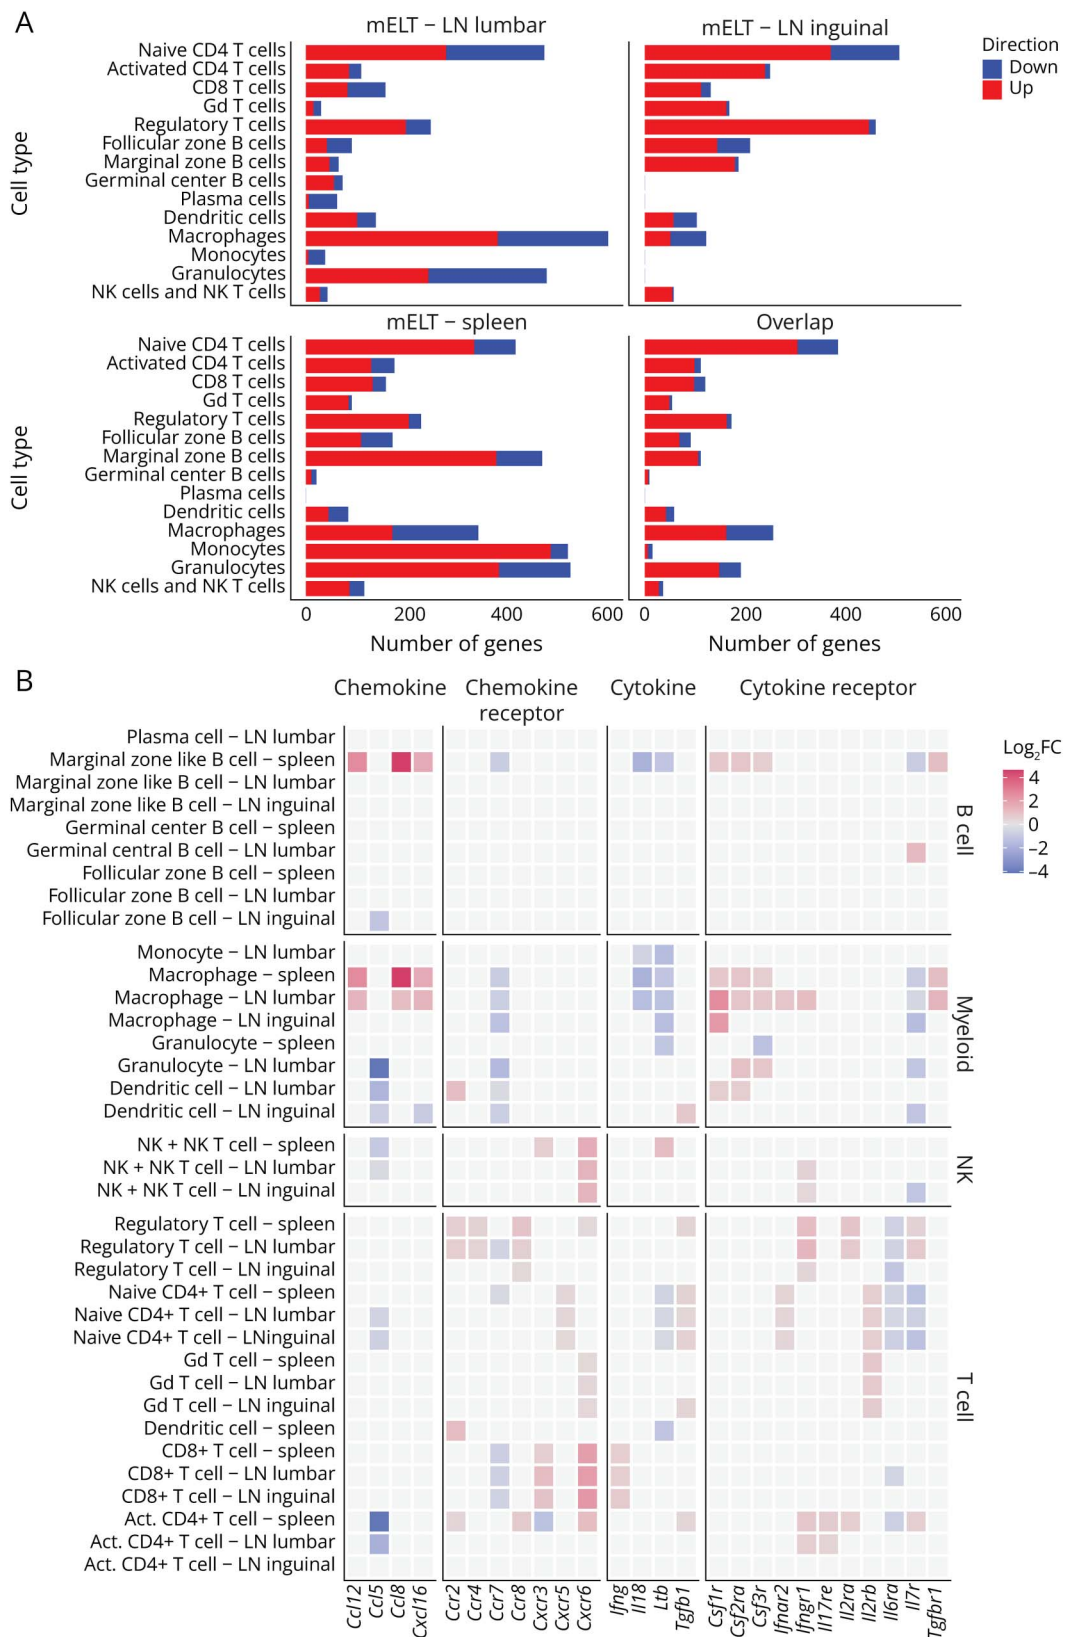 A
mELT − LN lumbar
mELT − LN inguinal
Direction
Down
Up
Cell type
Naive CD4 T cells
Activated CD4 T cells
CD8 T cells
Gd T cells
Regulatory T cells
Follicular zone B cells
Marginal zone B cells
Germinal center B cells
Plasma cells
Dendritic cells
Macrophages
Monocytes
Granulocytes
NK cells and NK T cells
mELT − spleen
Overlap
Cell type
Naive CD4 T cells
Activated CD4 T cells
CD8 T cells
Gd T cells
Regulatory T cells
Follicular zone B cells
Marginal zone B cells
Germinal center B cells
Plasma cells
Dendritic cells
Macrophages
Monocytes
Granulocytes
NK cells and NK T cells
0 200 400 600 0 200 400 600
Number of genes Number of genes
B
Chemokine
Chemokine receptor
Cytokine
Cytokine receptor
Plasma cell − LN lumbar
Marginal zone like B cell − spleen
Marginal zone like B cell − LN lumbar
Marginal zone like B cell − LN inguinal
Germinal center B cell − spleen
Germinal central B cell − LN lumbar
Follicular zone B cell − spleen
Follicular zone B cell − LN lumbar
Follicular zone B cell − LN inguinal
B cell
Log2FC
4
2
0
−2
−4
Monocyte − LN lumbar
Macrophage − spleen
Macrophage − LN lumbar
Macrophage − LN inguinal
Granulocyte − spleen
Granulocyte − LN lumbar
Dendritic cell − LN lumbar
Dendritic cell − LN inguinal
Myeloid
NK + NK T cell − spleen
NK + NK T cell − LN lumbar
NK + NK T cell − LN inguinal
NK
Regulatory T cell − spleen
Regulatory T cell − LN lumbar
Regulatory T cell − LN inguinal
Naive CD4+ T cell − spleen
Naive CD4+ T cell − LN lumbar
Naive CD4+ T cell − LNinguinal
Gd T cell − spleen
Gd T cell − LN lumbar
Gd T cell − LN inguinal
Dendritic cell − spleen
CD8+ T cell − spleen
CD8+ T cell − LN lumbar
CD8+ T cell − LN inguinal
Act. CD4+ T cell − spleen
Act. CD4+ T cell − LN lumbar
Act. CD4+ T cell − LN inguinal
T cell
Ccl12
Ccl5
Ccl8
Cxcl16
Ccr2
Ccr4
Ccr7
Ccr8
Cxcr3
Cxcr5
Cxcr6
Ifng
Il18
Ltb
Tgfb1
Csf1r
Csf2ra
Csf3r
Ifnar2
Ifngr1
Il17re
Il2ra
Il2rb
Il6ra
Il7r
Tgfbr1